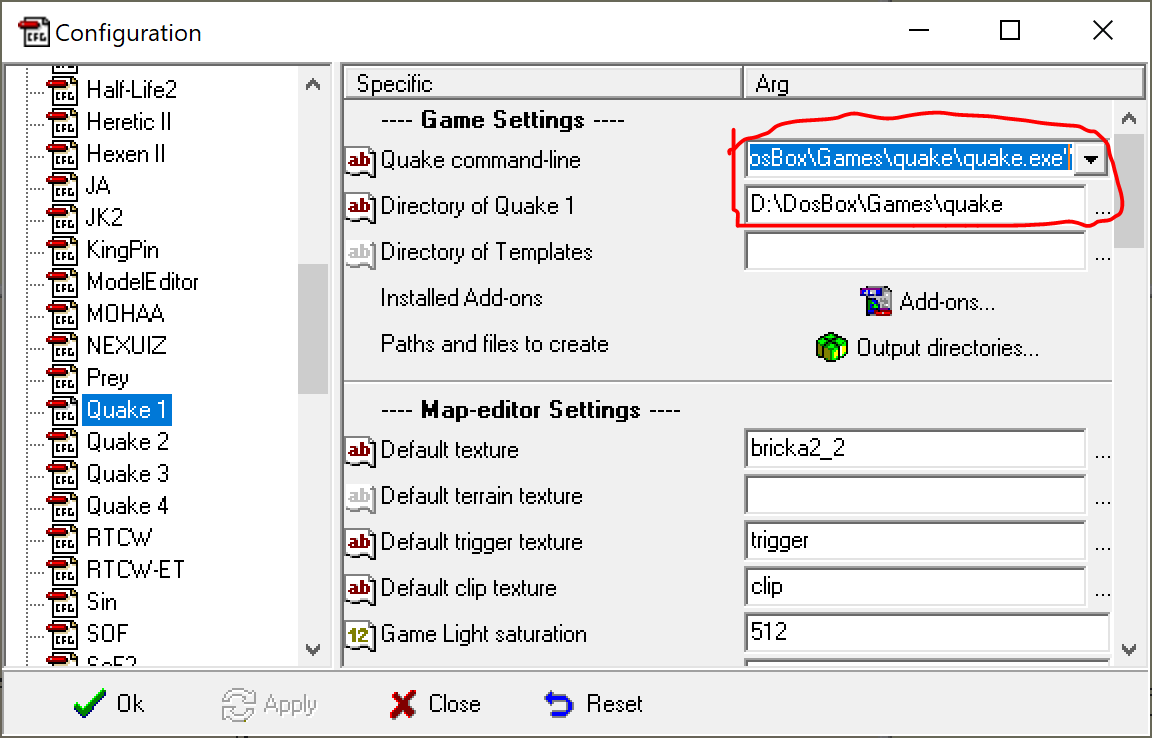 Configuration
Half-Life2
Heretic II
Hexen II
JA
JK2
KingPin
ModelEditor
MOHAA
NEXUIZ
Prey
Quake 1
Quake 2
Quake 3
Quake 4
RTCW
RTCW-ET
Sin
SOF
SoF2
Specific Arg
---- Game Settings ----
Quake command-line osBox\Games\quake\quake.exe"
Directory of Quake 1 D:\DosBox\Games\quake ...
Directory of Templates ...
Installed Add-ons Add-ons...
Paths and files to create Output directories...
---- Map-editor Settings ----
Default texture bricka2_2 ...
Default terrain texture ...
Default trigger texture trigger ...
Default clip texture clip ...
Game Light saturation 512
Ok Apply Close Reset